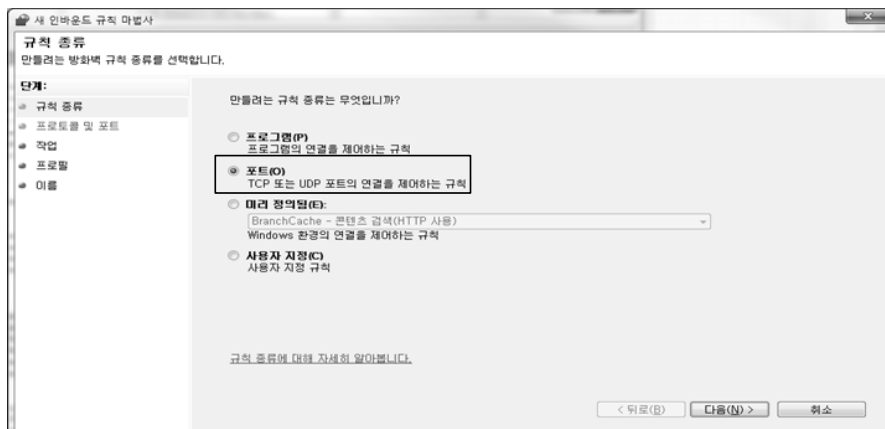 새 인바운드 규칙 마법사
규칙 종류
만들려는 방화벽 규칙 종류를 선택합니다.
단계:
규칙 종류
프로토콜 및 포트
작업
프로필
이름
만들려는 규칙 종류는 무엇입니까?
프로그램(P)
프로그램의 연결을 제어하는 규칙
포트(O)
TCP 또는 UDP 포트의 연결을 제어하는 규칙
미리 정의됨(E):
BranchCache - 콘텐츠 검색(HTTP 사용)
Windows 환경의 연결을 제어하는 규칙
사용자 지정(C)
사용자 지정 규칙
규칙 종류에 대해 자세히 알아봅니다.
< 뒤로(B)
다음(N) >
취소